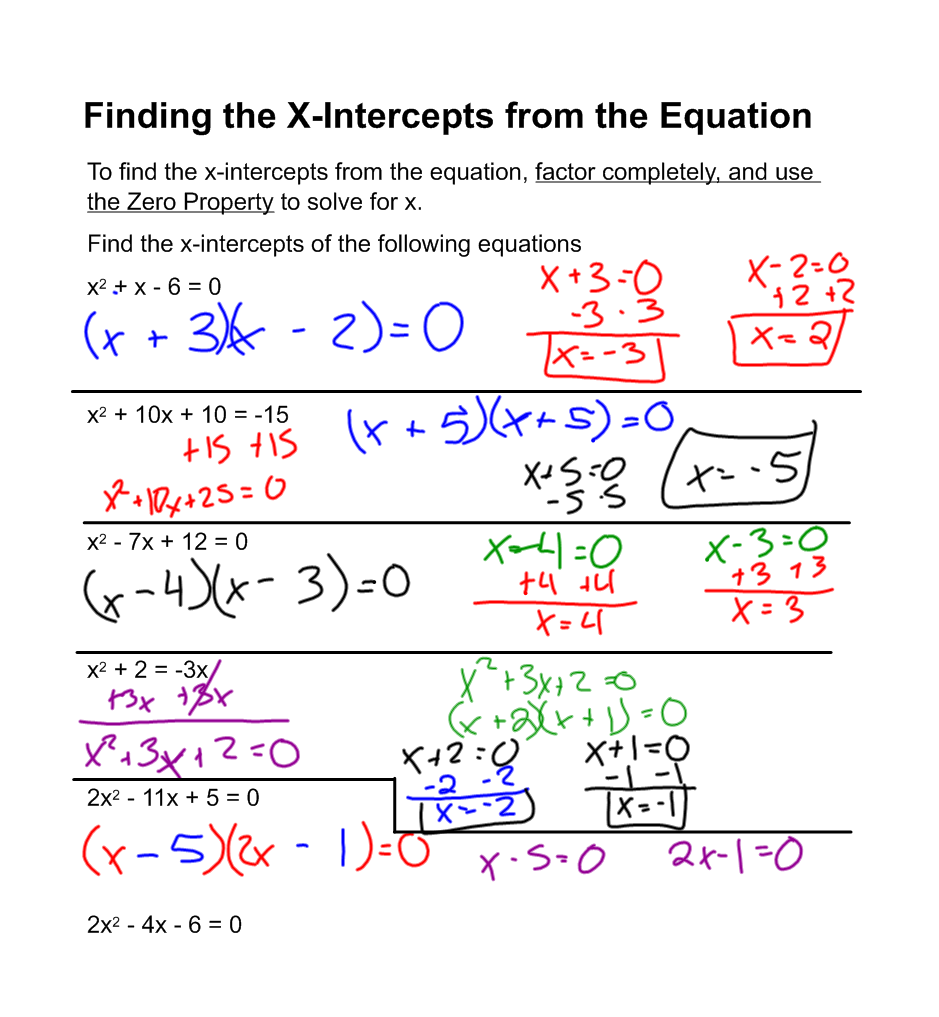 Finding the X-Intercepts from the Equation
To find the x-intercepts from the equation, factor completely, and use
the Zero Property to solve for x.
Find the x-intercepts of the following equations
x² + x - 6 = 0
(x + 3)(x - 2) = 0
x + 3 = 0
-3 - 3
x = -3
x - 2 = 0
+2 +2
x = 2
x² + 10x + 10 = -15
+15 +15
x² + 10x + 25 = 0
(x + 5)(x + 5) = 0
x + 5 = 0
-5 -5
x = -5
x² - 7x + 12 = 0
(x - 4)(x - 3) = 0
x - 4 = 0
+4 +4
x = 4
x - 3 = 0
+3 +3
x = 3
x² + 2 = -3x
+3x +3x
x² + 3x + 2 = 0
x² + 3x + 2 = 0
(x + 2)(x + 1) = 0
x + 2 = 0
-2 -2
x = -2
x + 1 = 0
-1 -1
x = -1
2x² - 11x + 5 = 0
(x - 5)(2x - 1) = 0
x - 5 = 0
2x - 1 = 0
2x² - 4x - 6 = 0